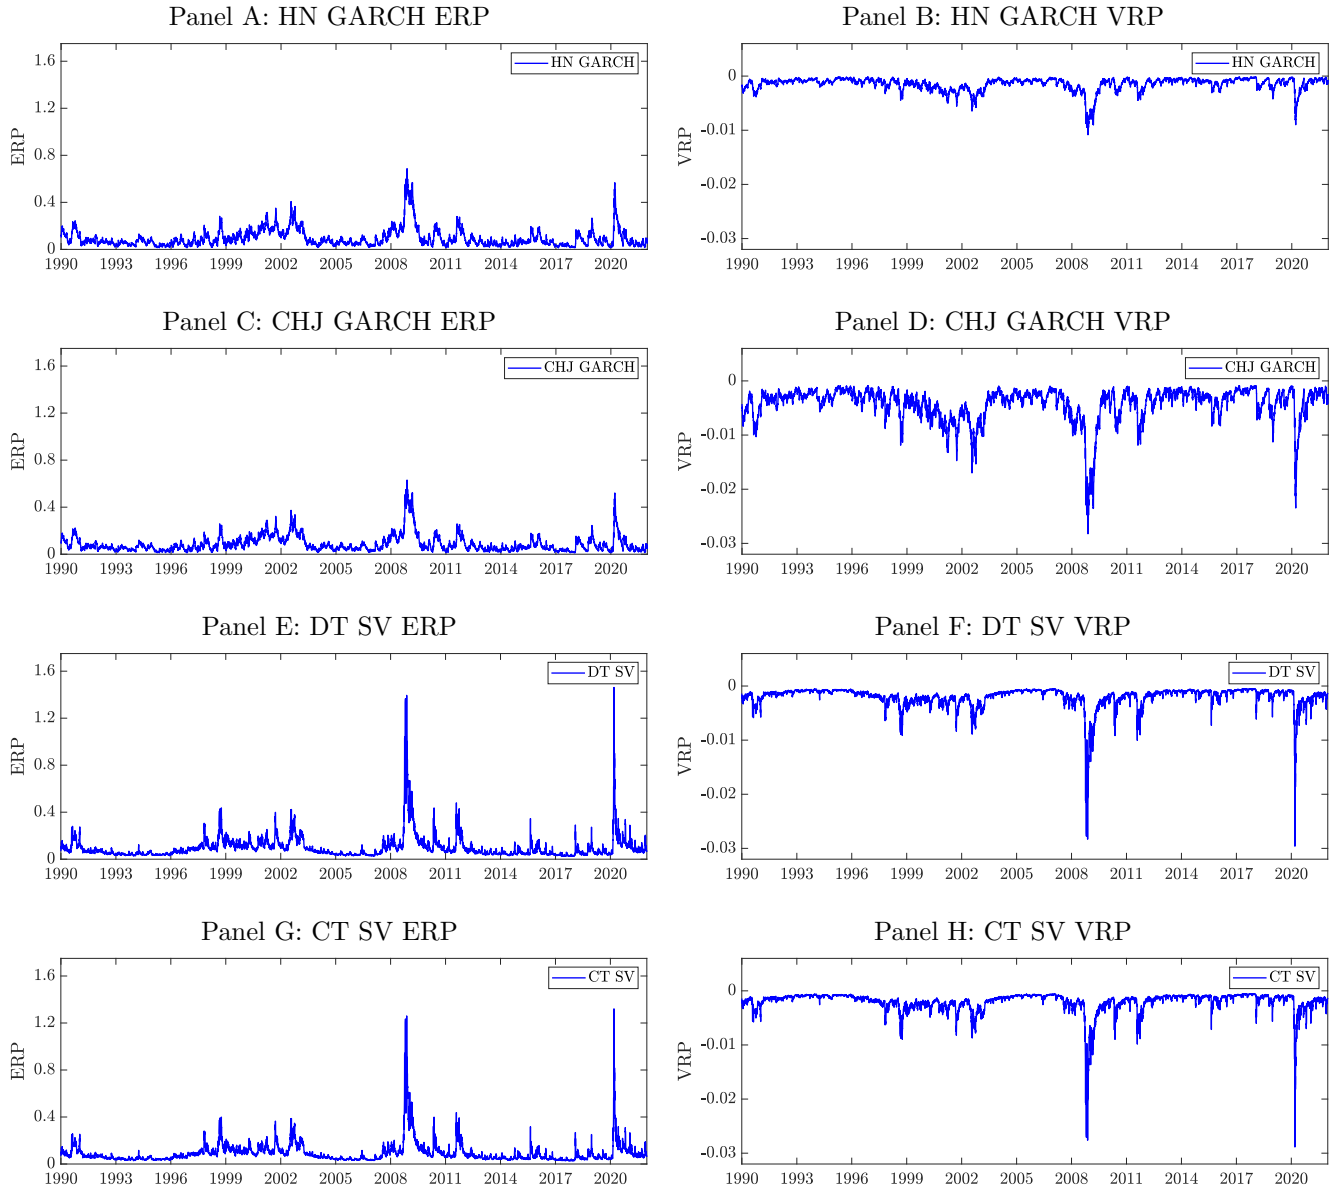 Panel A: HN GARCH ERP
HN GARCH
ERP
1.6
1.2
0.8
0.4
0
1990 1993 1996 1999 2002 2005 2008 2011 2014 2017 2020
Panel B: HN GARCH VRP
HN GARCH
VRP
0
-0.01
-0.02
-0.03
1990 1993 1996 1999 2002 2005 2008 2011 2014 2017 2020
Panel C: CHJ GARCH ERP
CHJ GARCH
ERP
1.6
1.2
0.8
0.4
0
1990 1993 1996 1999 2002 2005 2008 2011 2014 2017 2020
Panel D: CHJ GARCH VRP
CHJ GARCH
VRP
0
-0.01
-0.02
-0.03
1990 1993 1996 1999 2002 2005 2008 2011 2014 2017 2020
Panel E: DT SV ERP
DT SV
ERP
1.6
1.2
0.8
0.4
0
1990 1993 1996 1999 2002 2005 2008 2011 2014 2017 2020
Panel F: DT SV VRP
DT SV
VRP
0
-0.01
-0.02
-0.03
1990 1993 1996 1999 2002 2005 2008 2011 2014 2017 2020
Panel G: CT SV ERP
CT SV
ERP
1.6
1.2
0.8
0.4
0
1990 1993 1996 1999 2002 2005 2008 2011 2014 2017 2020
Panel H: CT SV VRP
CT SV
VRP
0
-0.01
-0.02
-0.03
1990 1993 1996 1999 2002 2005 2008 2011 2014 2017 2020